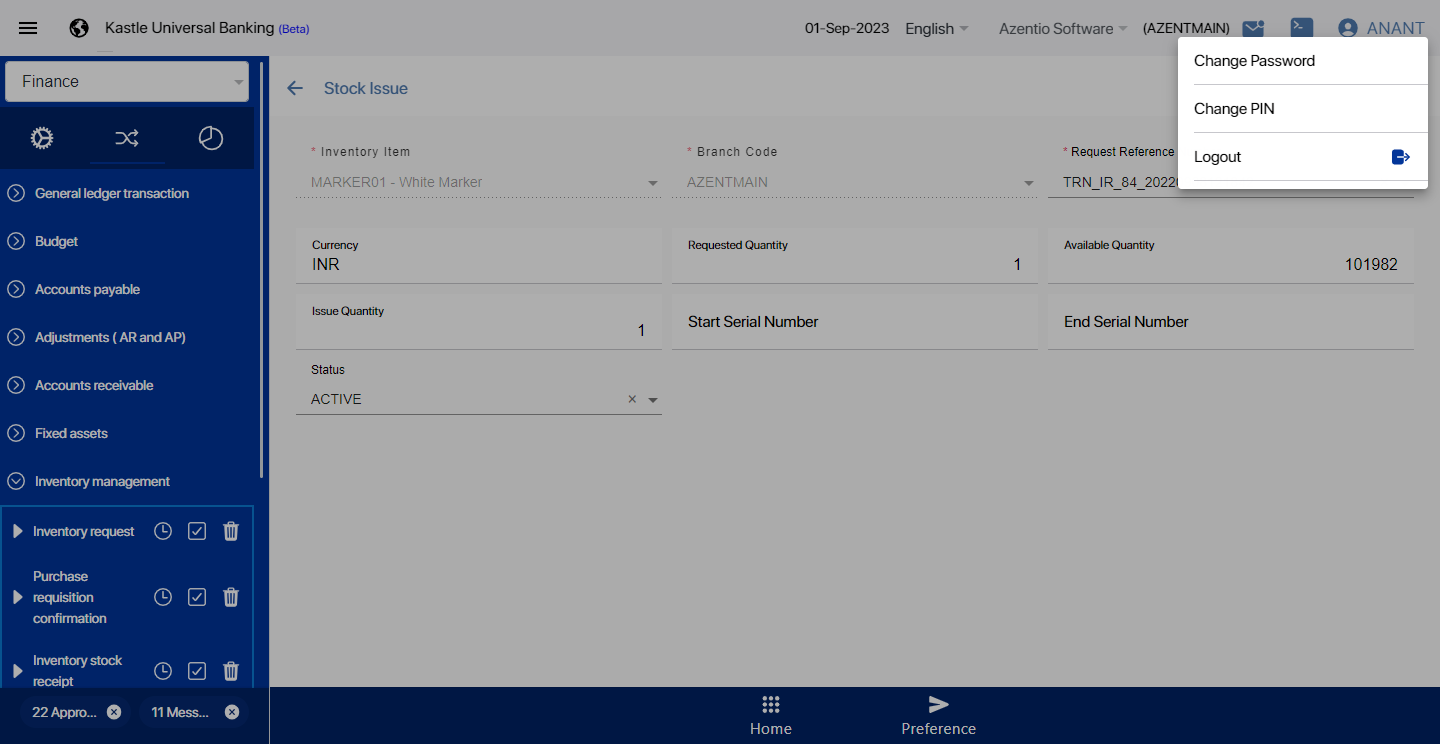 Kastle Universal Banking (Beta)
01-Sep-2023 English Azentio Software (AZENTMAIN) ANANT
Change Password
Change PIN
Logout
Finance
General ledger transaction
Budget
Accounts payable
Adjustments ( AR and AP)
Accounts receivable
Fixed assets
Inventory management
Inventory request
Purchase
requisition
confirmation
Inventory stock
receipt
22 Appro...
11 Mess...
Stock Issue
* Inventory Item
MARKER01 - White Marker
* Branch Code
AZENTMAIN
* Request Reference
Currency
INR
Requested Quantity
1
Available Quantity
101982
Issue Quantity
1
Start Serial Number
End Serial Number
Status
ACTIVE
Home
Preference